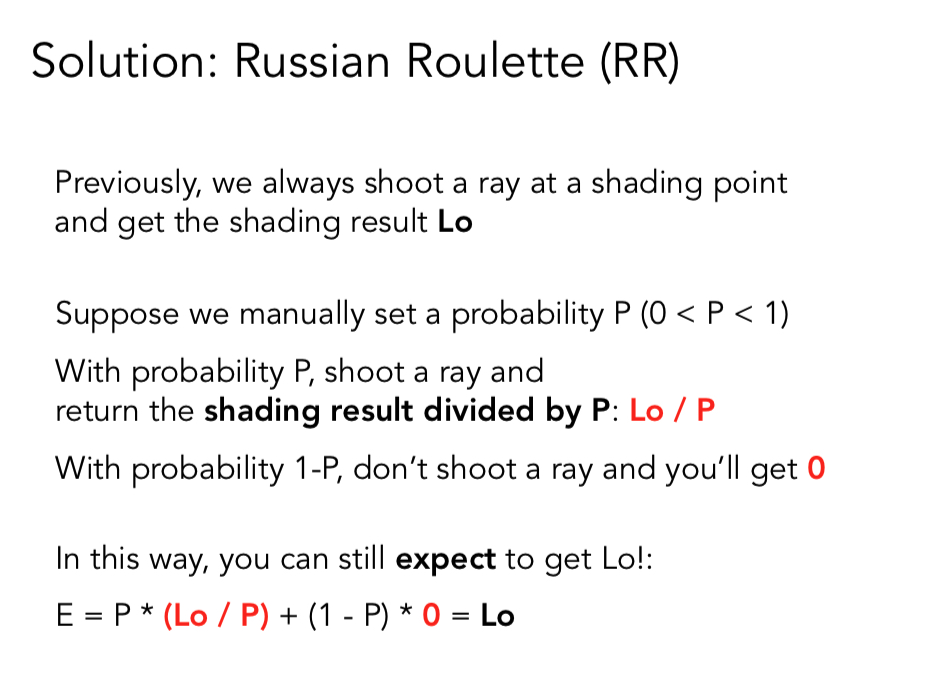 Solution: Russian Roulette (RR)
Previously, we always shoot a ray at a shading point
and get the shading result Lo
Suppose we manually set a probability P (0 < P < 1)
With probability P, shoot a ray and
return the shading result divided by P: Lo / P
With probability 1-P, don’t shoot a ray and you’ll get 0
In this way, you can still expect to get Lo!:
E = P * (Lo / P) + (1 - P) * 0 = Lo